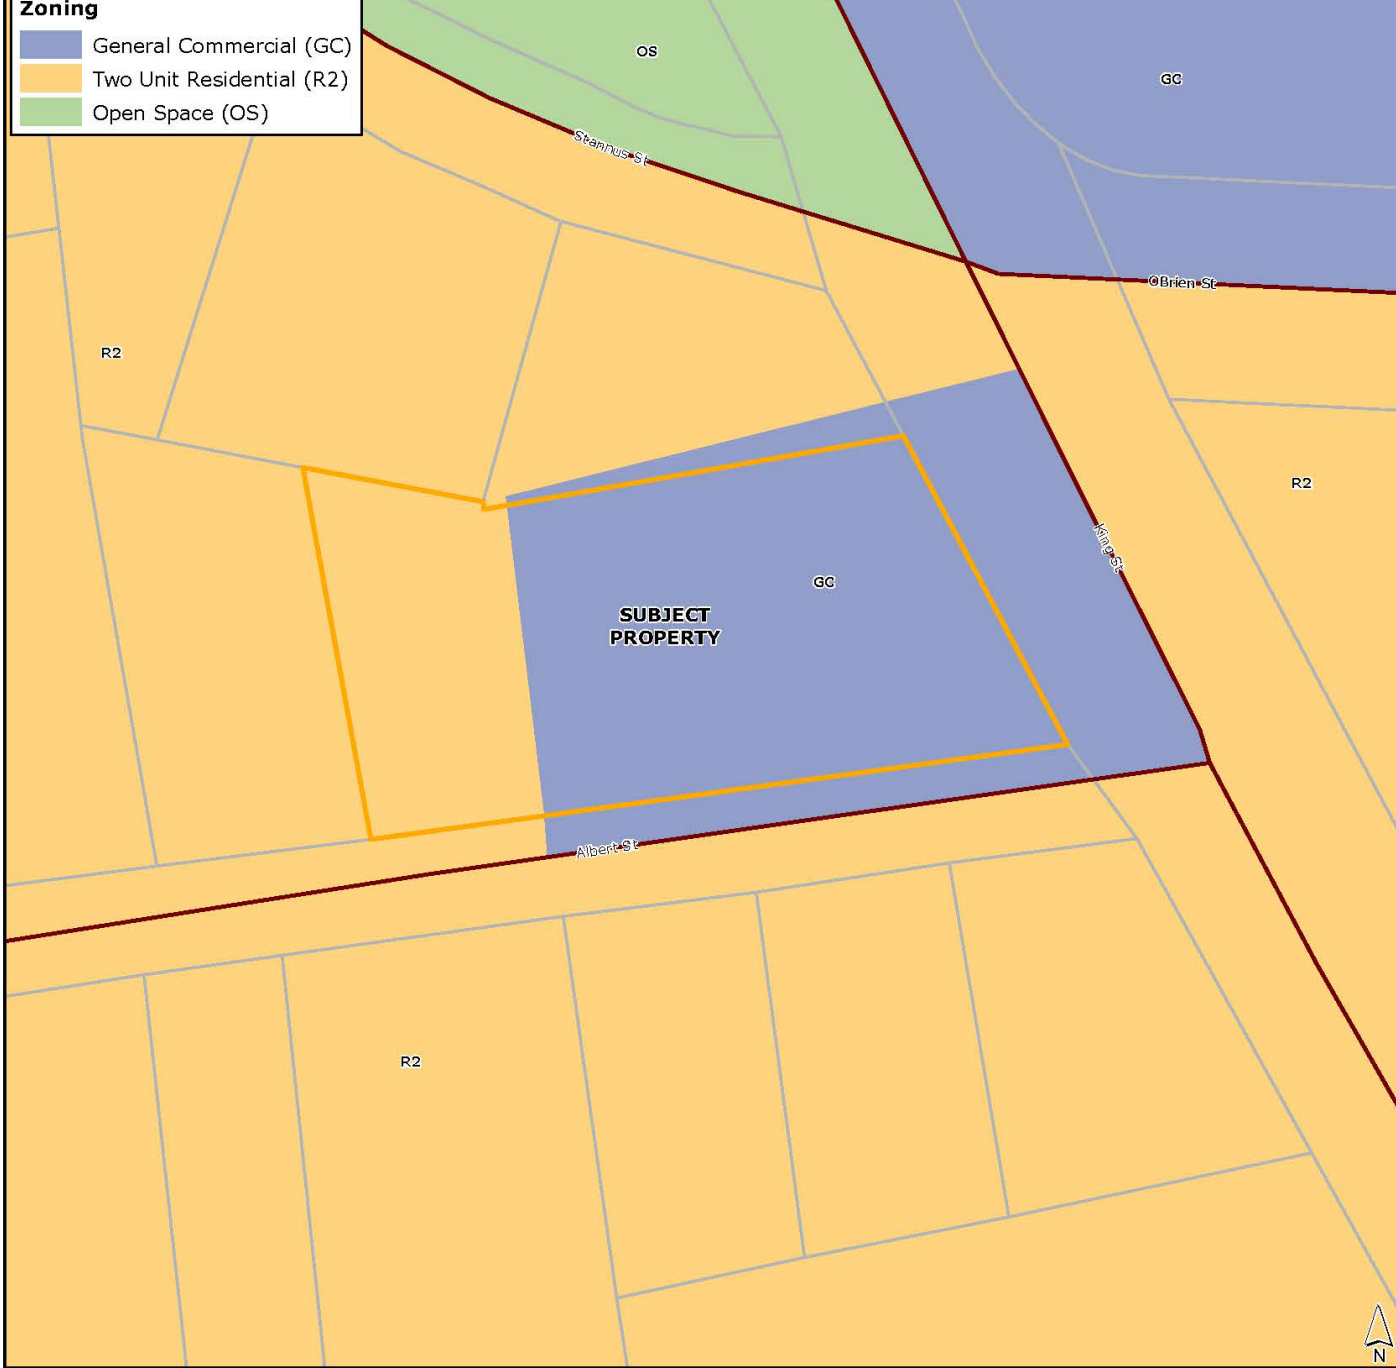 Zoning
General Commercial (GC)
Two Unit Residential (R2)
Open Space (OS)
OS
GC
Stannus St
OBrien St
R2
R2
King St
GC
SUBJECT
PROPERTY
Albert St
R2
N